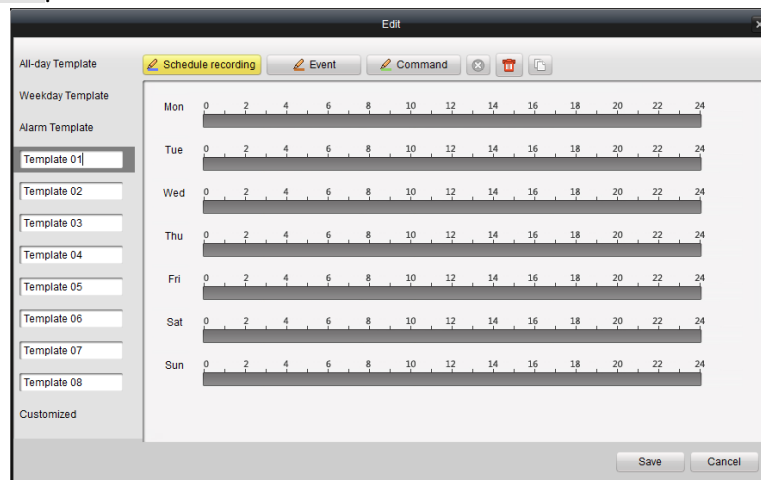 Edit
All-day Template
Weekday Template
Alarm Template
Template 01
Template 02
Template 03
Template 04
Template 05
Template 06
Template 07
Template 08
Customized
Schedule recording Event Command
Mon 0 2 4 6 8 10 12 14 16 18 20 22 24
Tue 0 2 4 6 8 10 12 14 16 18 20 22 24
Wed 0 2 4 6 8 10 12 14 16 18 20 22 24
Thu 0 2 4 6 8 10 12 14 16 18 20 22 24
Fri 0 2 4 6 8 10 12 14 16 18 20 22 24
Sat 0 2 4 6 8 10 12 14 16 18 20 22 24
Sun 0 2 4 6 8 10 12 14 16 18 20 22 24
Save Cancel